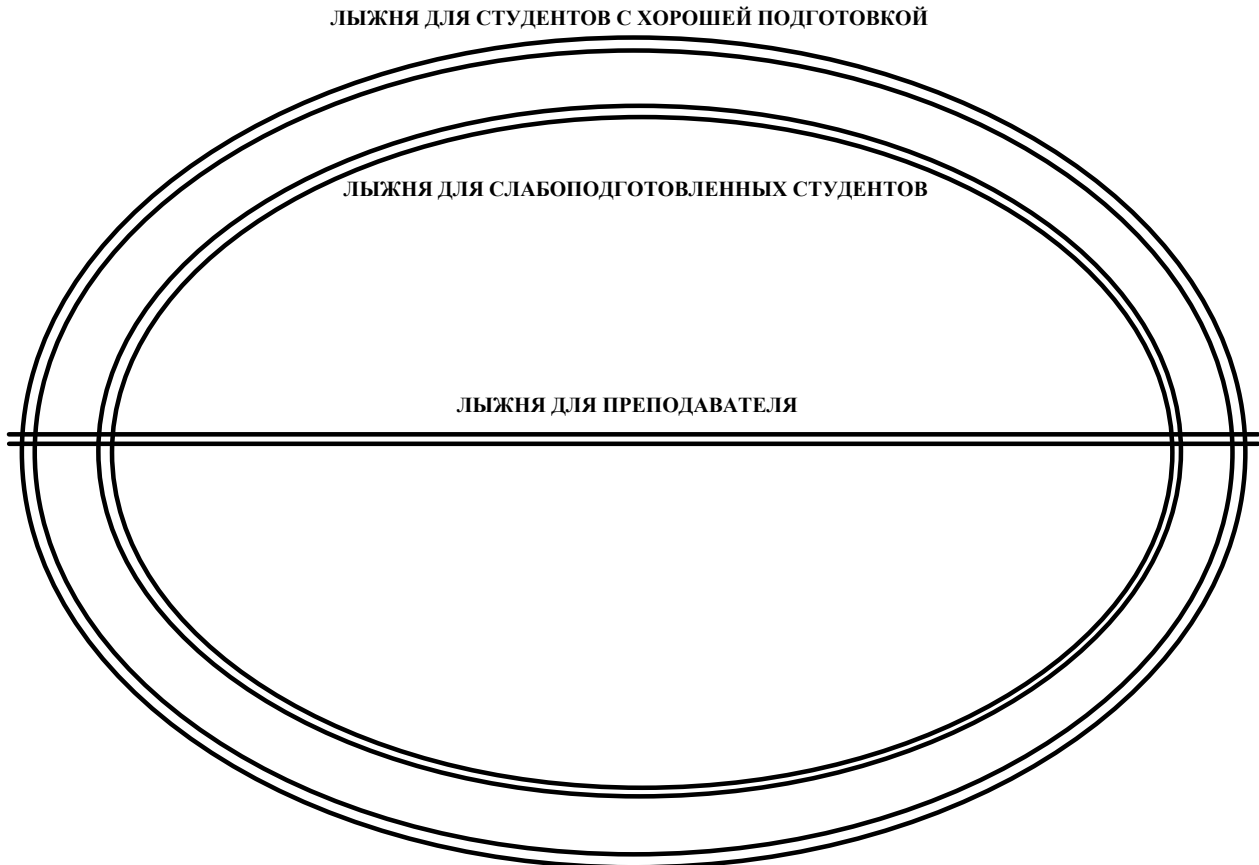 ЛЫЖНЯ ДЛЯ СТУДЕНТОВ С ХОРОШЕЙ ПОДГОТОВКОЙ
ЛЫЖНЯ ДЛЯ СЛАБОПОДГОТОВЛЕННЫХ СТУДЕНТОВ
ЛЫЖНЯ ДЛЯ ПРЕПОДАВАТЕЛЯ